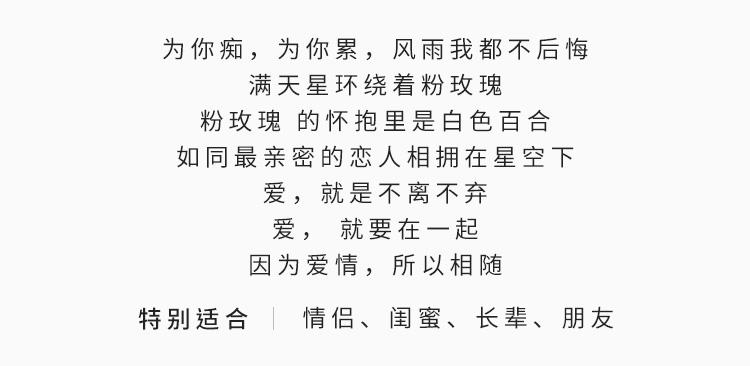 为你痴，为你累，风雨我都不后悔
满天星环绕着粉玫瑰
粉玫瑰 的怀抱里是白色百合
如同最亲密的恋人相拥在星空下
爱，就是不离不弃
爱， 就要在一起
因为爱情，所以相随
特别适合｜ 情侣、闺蜜、长辈、朋友